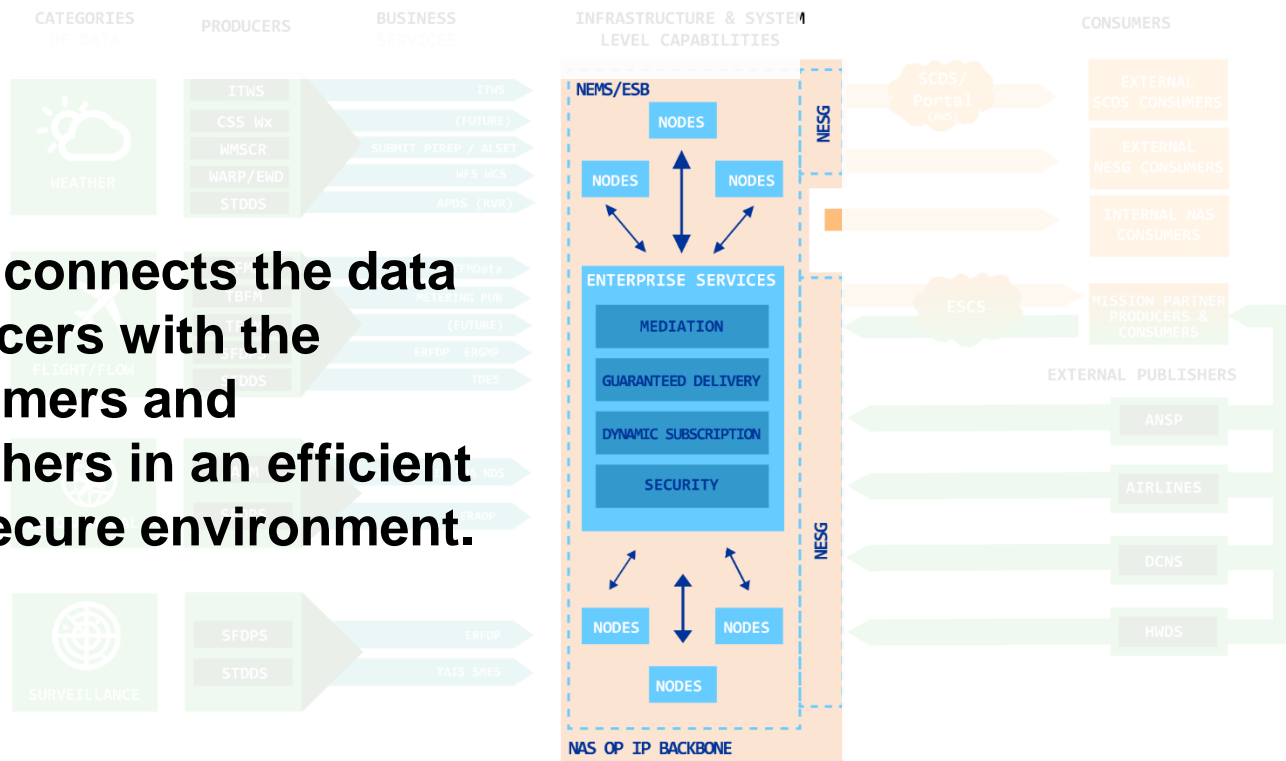 CATEGORIES
OF DATA
PRODUCERS
BUSINESS
SERVICES
INFRASTRUCTURE & SYSTEM
LEVEL CAPABILITIES
CONSUMERS
WEATHER
ITWS
CSS Wx
WMSCR
WARP/EWD
STDDS
ITWS
(FUTURE)
SUBMIT PIREP / ALSET
WFS WCS
APDS (RVR)
connects the data
cers with the
mers and
hers in an efficient
ecure environment.
TBFM
METERING PUB
(FUTURE)
SFDPS
ERFDP ERGMP
FLIGHT/FLOW
STDDS
TDES
SURVEILLANCE
SFDPS
STDDS
ERFDP
TAIS SMES
NEMS/ESB
NODES
NODES
NODES
ENTERPRISE SERVICES
MEDIATION
GUARANTEED DELIVERY
DYNAMIC SUBSCRIPTION
SECURITY
NODES
NODES
NODES
NAS OP IP BACKBONE
NESG
NESG
SCDS/
Portal
ESCS
EXTERNAL
SCDS CONSUMERS
EXTERNAL
NESG CONSUMERS
INTERNAL NAS
CONSUMERS
MISSION PARTNER
PRODUCERS &
CONSUMERS
EXTERNAL PUBLISHERS
ANSP
AIRLINES
DCNS
HWDS